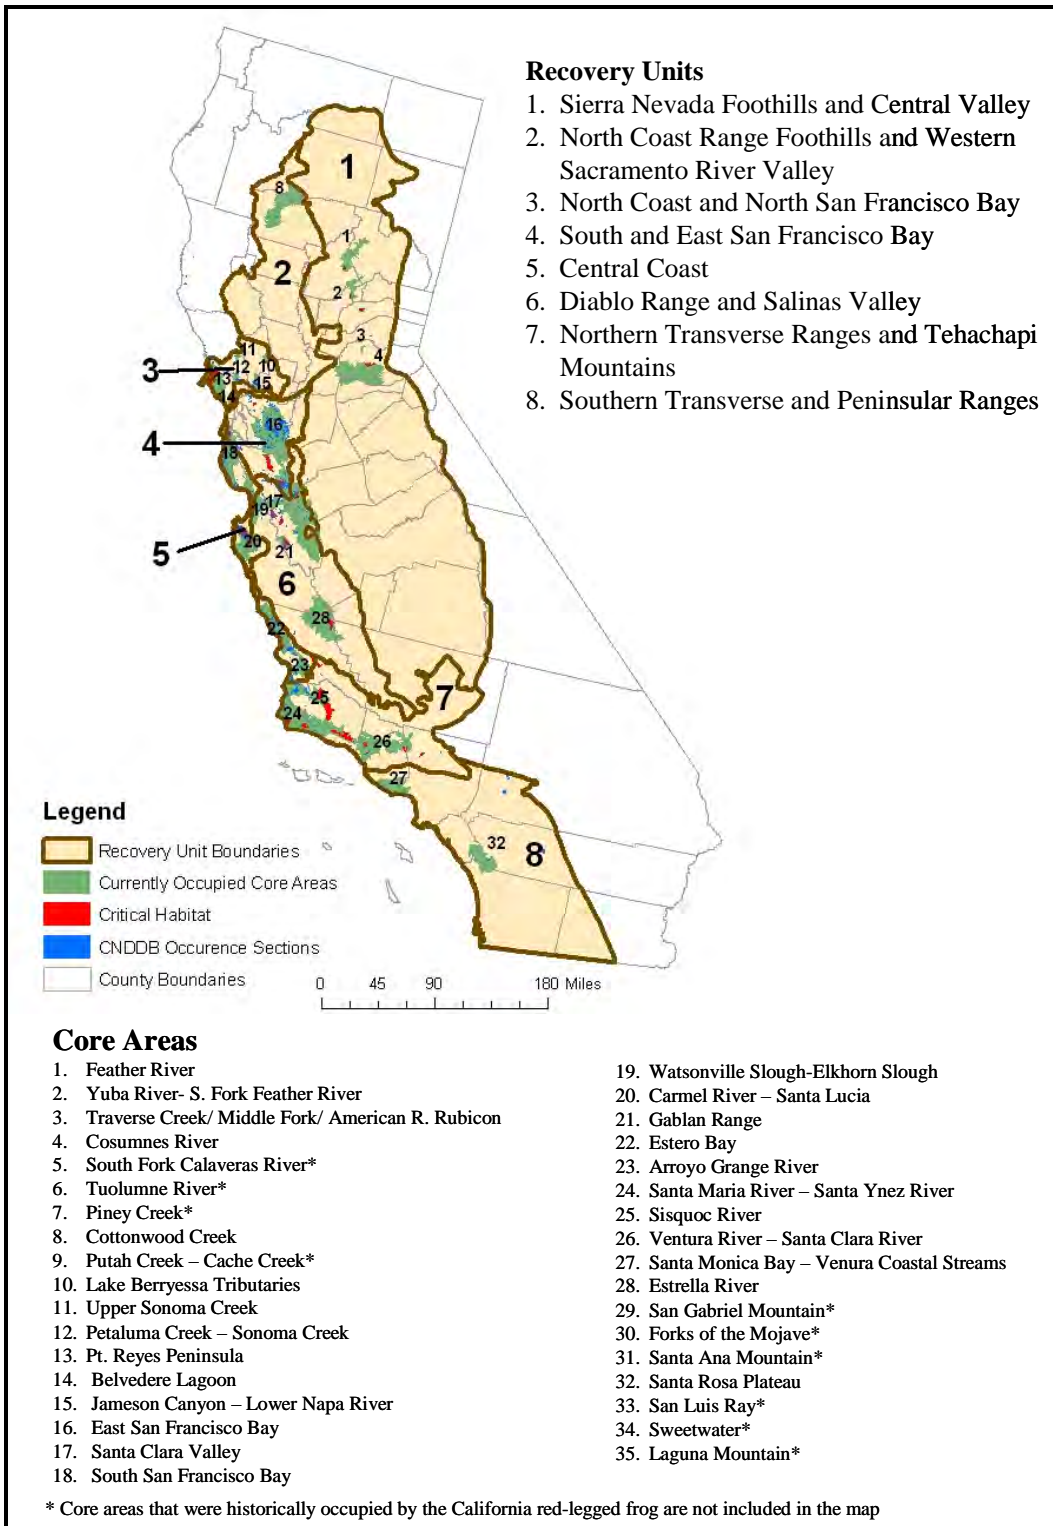 Recovery Units
1. Sierra Nevada Foothills and Central Valley
2. North Coast Range Foothills and Western
Sacramento River Valley
3. North Coast and North San Francisco Bay
4. South and East San Francisco Bay
5. Central Coast
6. Diablo Range and Salinas Valley
7. Northern Transverse Ranges and Tehachapi
Mountains
8. Southern Transverse and Peninsular Ranges
1
8
1
2
2
3
4
11
3
12
10
13
15
14
16
4
18
17
19
5
20
21
6
28
22
23
7
25
24
26
27
32
8
Legend
Recovery Unit Boundaries
Currently Occupied Core Areas
Critical Habitat
CNDDB Occurence Sections
County Boundaries
0 45 90 180 Miles
Core Areas
1. Feather River
2. Yuba River- S. Fork Feather River
3. Traverse Creek/ Middle Fork/ American R. Rubicon
4. Cosumnes River
5. South Fork Calaveras River*
6. Tuolumne River*
7. Piney Creek*
8. Cottonwood Creek
9. Putah Creek – Cache Creek*
10. Lake Berryessa Tributaries
11. Upper Sonoma Creek
12. Petaluma Creek – Sonoma Creek
13. Pt. Reyes Peninsula
14. Belvedere Lagoon
15. Jameson Canyon – Lower Napa River
16. East San Francisco Bay
17. Santa Clara Valley
18. South San Francisco Bay
19. Watsonville Slough-Elkhorn Slough
20. Carmel River – Santa Lucia
21. Gablan Range
22. Estero Bay
23. Arroyo Grange River
24. Santa Maria River – Santa Ynez River
25. Sisquoc River
26. Ventura River – Santa Clara River
27. Santa Monica Bay – Venura Coastal Streams
28. Estrella River
29. San Gabriel Mountain*
30. Forks of the Mojave*
31. Santa Ana Mountain*
32. Santa Rosa Plateau
33. San Luis Ray*
34. Sweetwater*
35. Laguna Mountain*
* Core areas that were historically occupied by the California red-legged frog are not included in the map